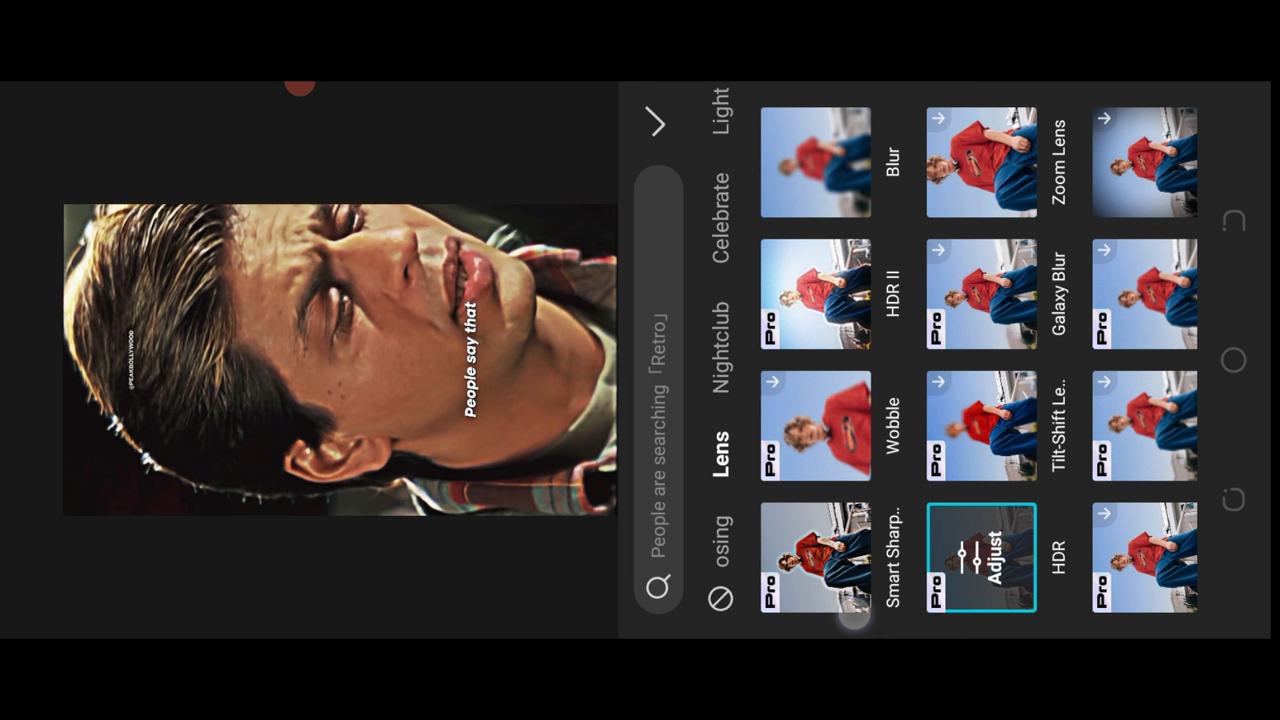 @PEAKBOLLYWOOD
People say that
People are searching「Retro」
osing Lens Nightclub Celebrate Light
Pro Pro Pro
Smart Sharp.. Wobble HDR II Blur
Pro Pro Pro
Adjust
HDR Tilt-Shift Le.. Galaxy Blur Zoom Lens
Pro Pro Pro